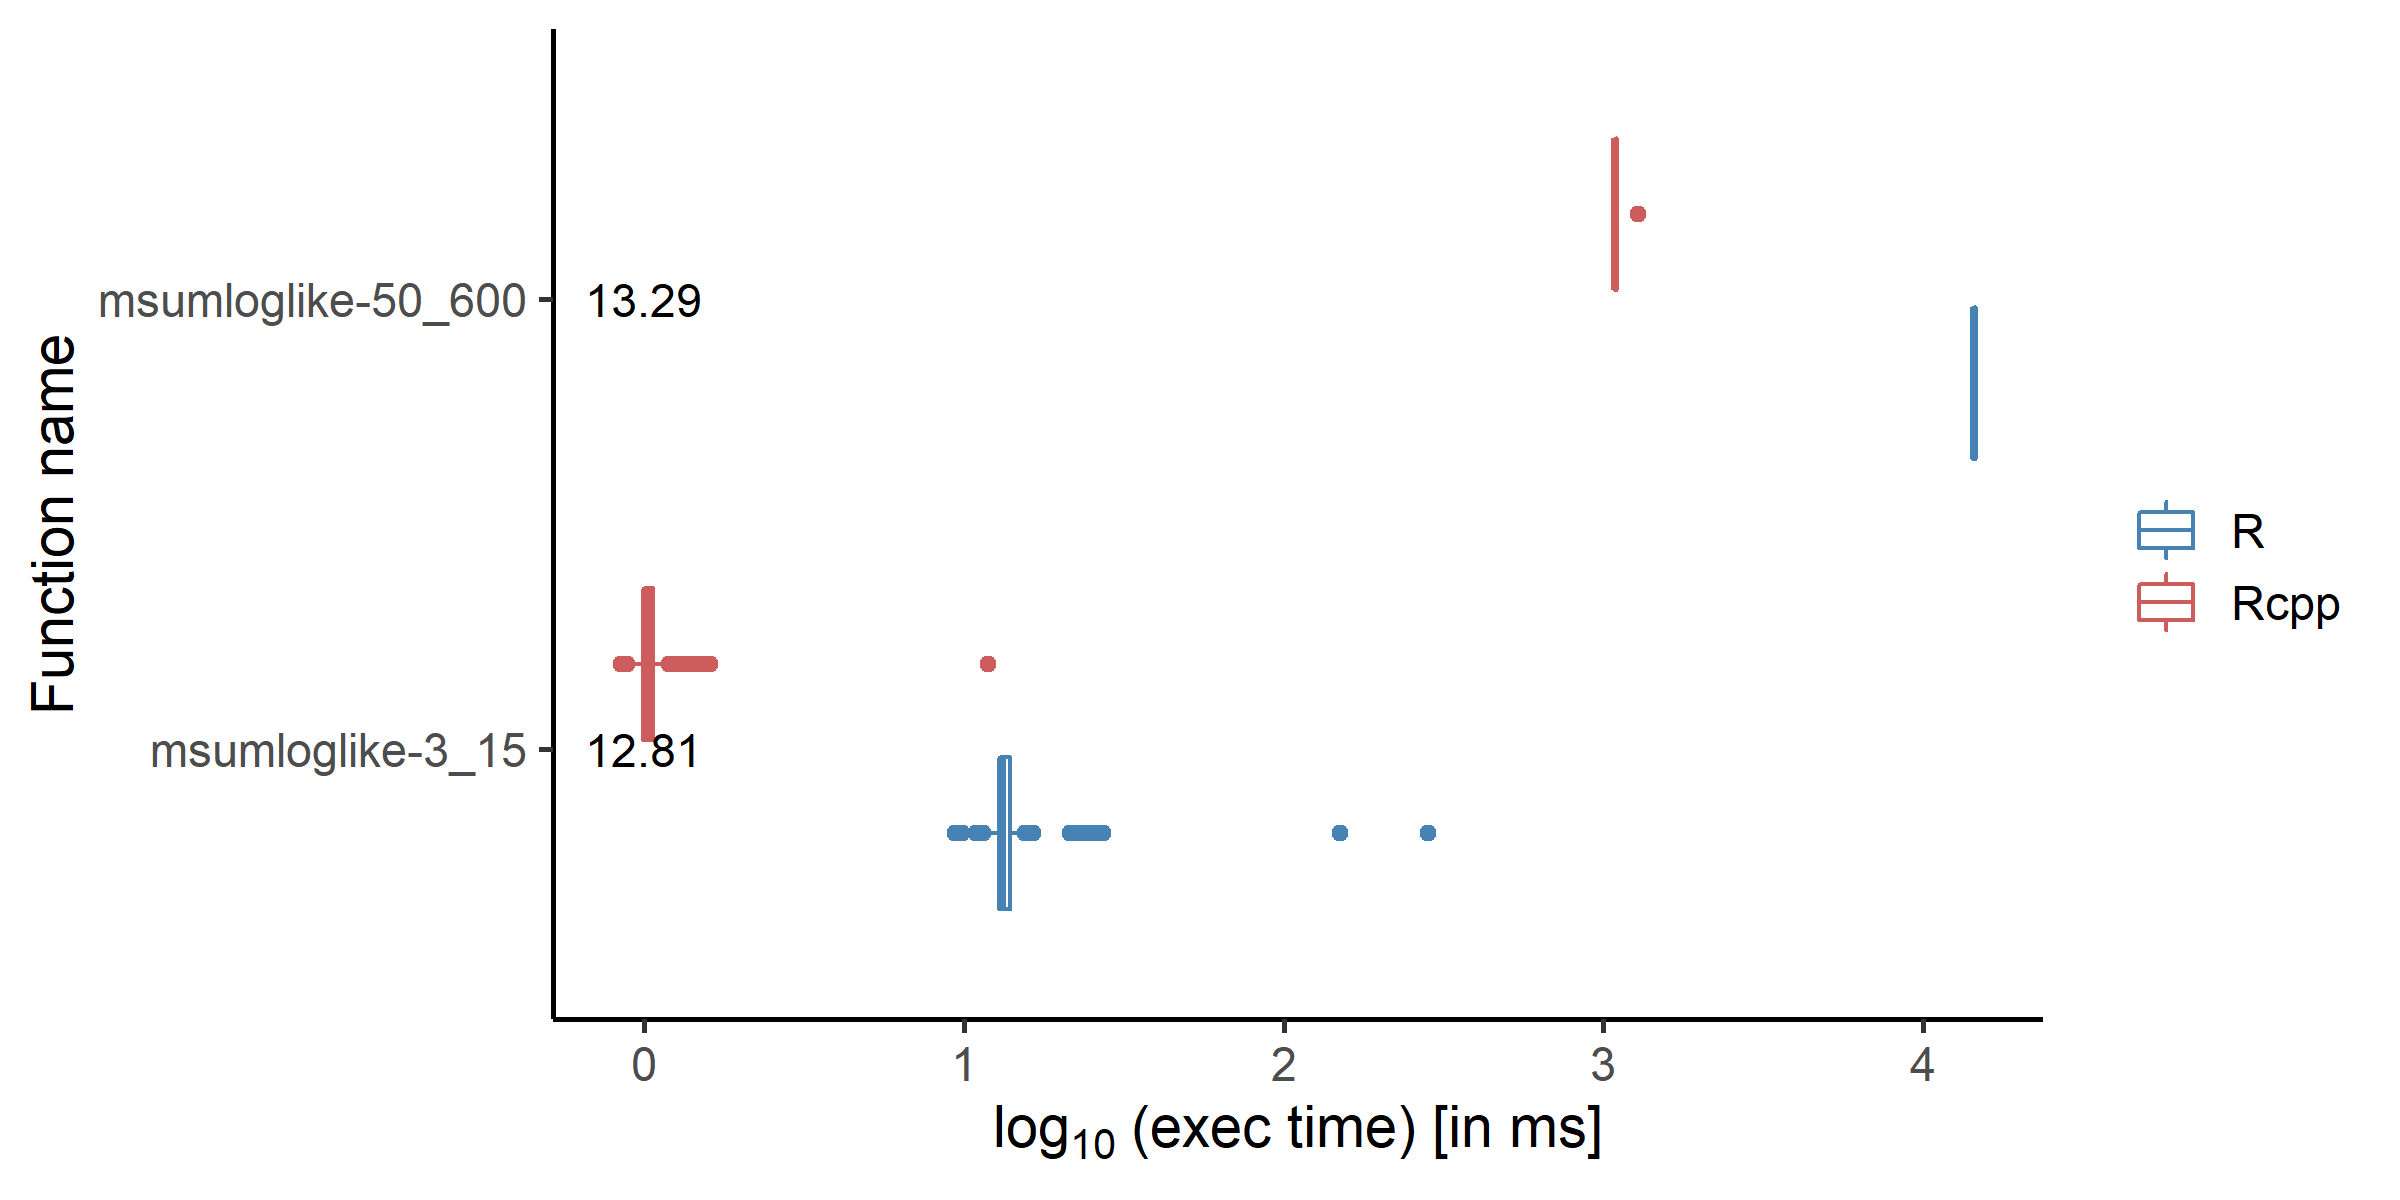 Function name
msumloglike-50_600
13.29
msumloglike-3_15
12.81
0 1 2 3 4
log₁₀ (exec time) [in ms]
R
Rcpp